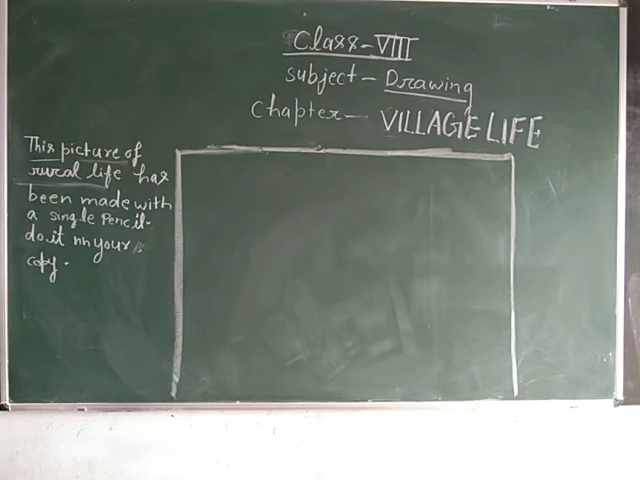 Class-VIII
subject - Drawing
chapter - VILLAGE LIFE
This picture of
rural life has
been made with
a single pencil.
do.it in your
copy.